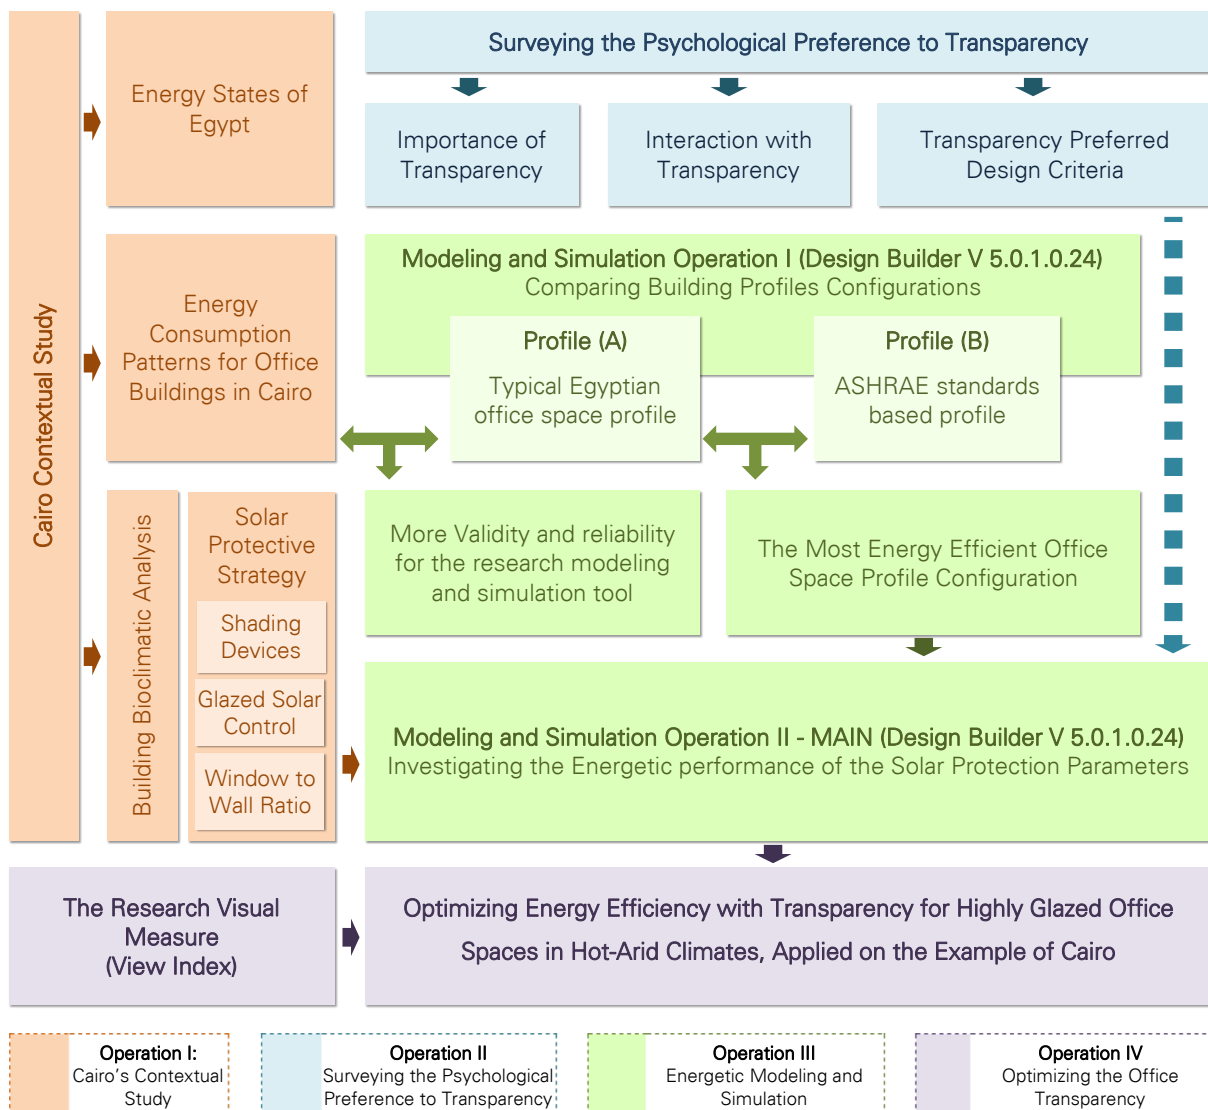 Surveying the Psychological Preference to Transparency
Energy States of
Egypt
Importance of
Transparency
Interaction with
Transparency
Transparency Preferred
Design Criteria
Cairo Contextual Study
Energy
Consumption
Patterns for Office
Buildings in Cairo
Modeling and Simulation Operation I (Design Builder V 5.0.1.0.24)
Comparing Building Profiles Configurations
Profile (A)
Typical Egyptian
office space profile
Profile (B)
ASHRAE standards
based profile
Building Bioclimatic Analysis
Solar
Protective
Strategy
Shading
Devices
Glazed Solar
Control
Window to
Wall Ratio
More Validity and reliability
for the research modeling
and simulation tool
The Most Energy Efficient Office
Space Profile Configuration
Modeling and Simulation Operation II - MAIN (Design Builder V 5.0.1.0.24)
Investigating the Energetic performance of the Solar Protection Parameters
The Research Visual
Measure
(View Index)
Optimizing Energy Efficiency with Transparency for Highly Glazed Office
Spaces in Hot-Arid Climates, Applied on the Example of Cairo
Operation I:
Cairo's Contextual
Study
Operation II
Surveying the Psychological
Preference to Transparency
Operation III
Energetic Modeling and
Simulation
Operation IV
Optimizing the Office
Transparency